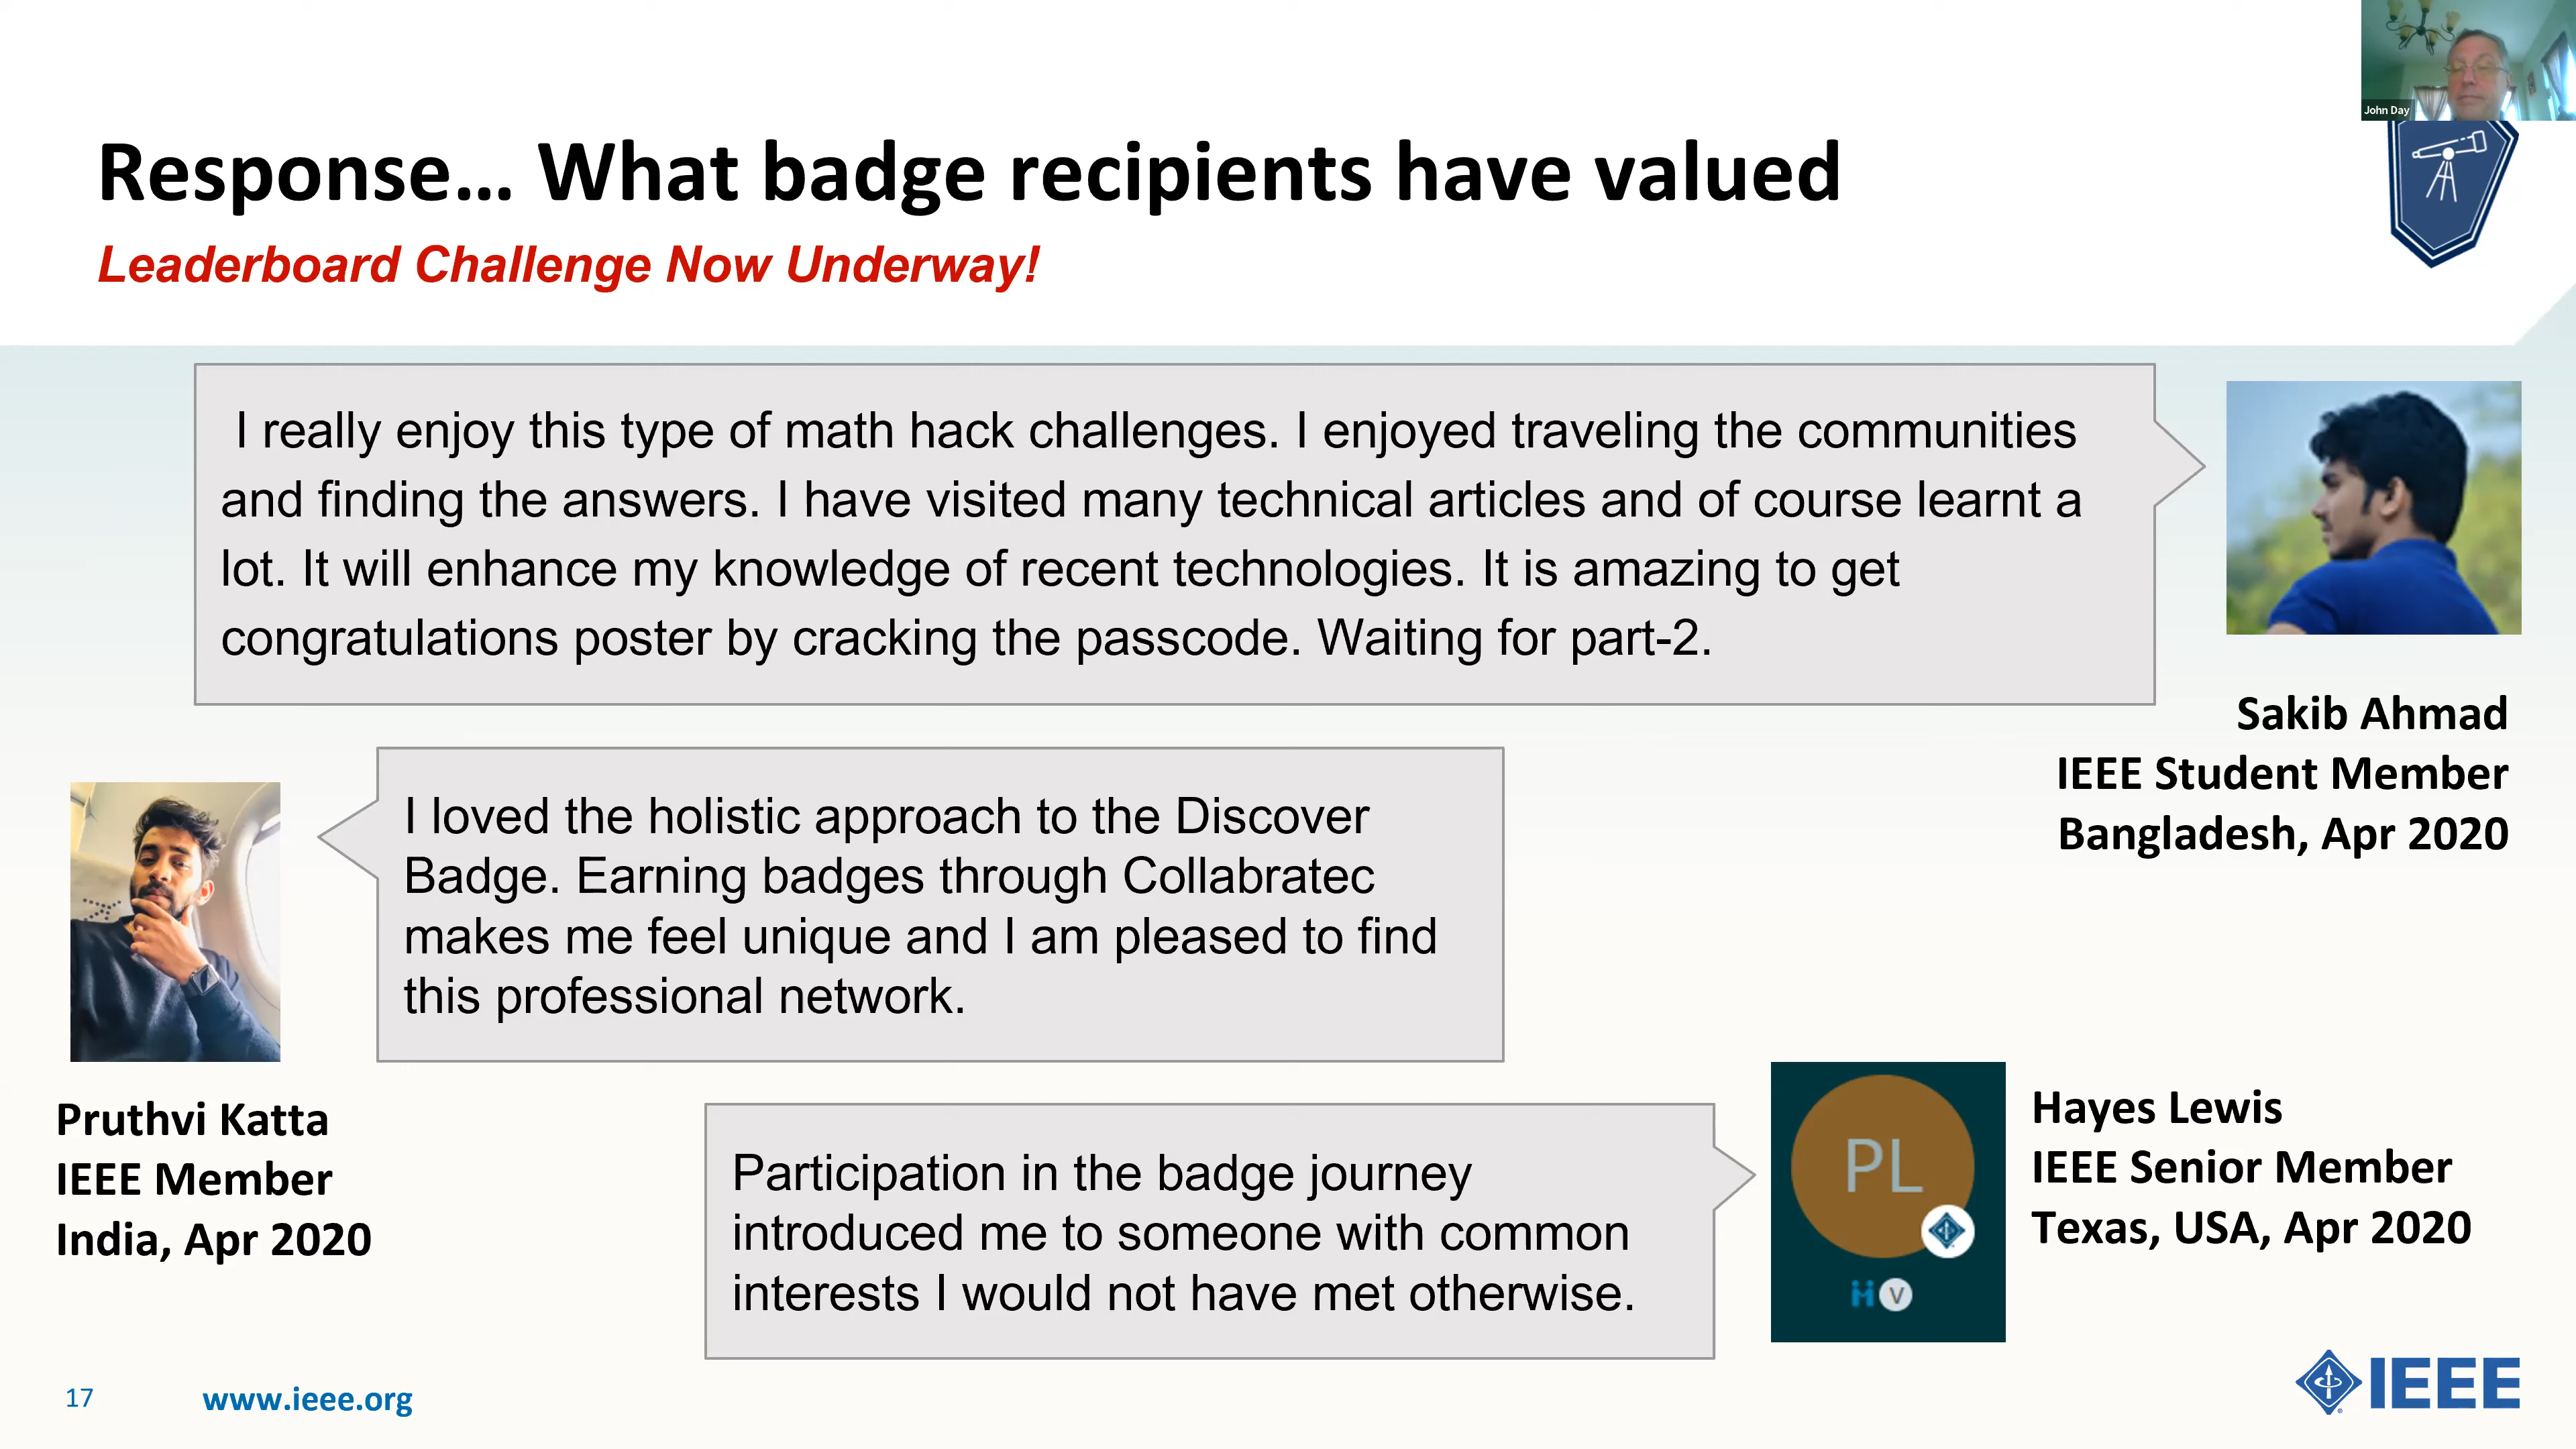 John Day
Response... What badge recipients have valued
Leaderboard Challenge Now Underway!
I really enjoy this type of math hack challenges. I enjoyed traveling the communities
and finding the answers. I have visited many technical articles and of course learnt a
lot. It will enhance my knowledge of recent technologies. It is amazing to get
congratulations poster by cracking the passcode. Waiting for part-2.
Sakib Ahmad
IEEE Student Member
Bangladesh, Apr 2020
I loved the holistic approach to the Discover
Badge. Earning badges through Collabratec
makes me feel unique and I am pleased to find
this professional network.
Pruthvi Katta
IEEE Member
India, Apr 2020
Participation in the badge journey
introduced me to someone with common
interests I would not have met otherwise.
PL
V
Hayes Lewis
IEEE Senior Member
Texas, USA, Apr 2020
17
www.ieee.org
IEEE